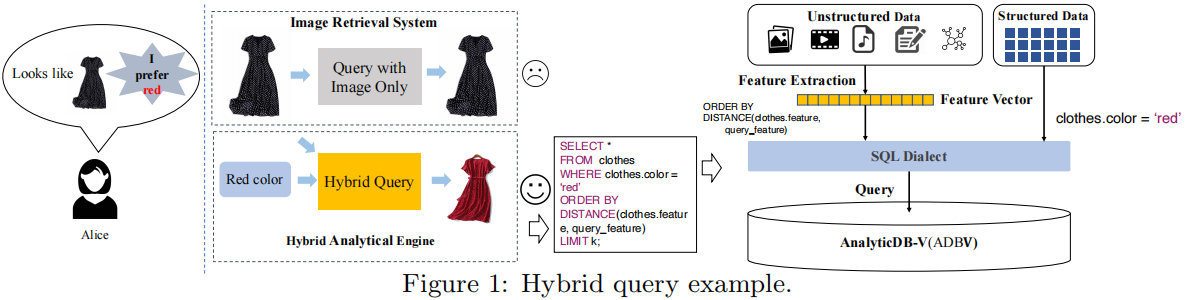 Looks like
I
prefer
red
Alice
Image Retrieval System
Query with
Image Only
Red color
Hybrid Query
Hybrid Analytical Engine
SELECT *
FROM clothes
WHERE clothes.color =
‘red’
ORDER BY
DISTANCE(clothes.featur
e, query_feature)
LIMIT k;
Unstructured Data
Structured Data
Feature Extraction
Feature Vector
ORDER BY
DISTANCE(clothes.feature,
query_feature)
clothes.color = ‘red’
SQL Dialect
Query
AnalyticDB-V(ADBV)
Figure 1: Hybrid query example.